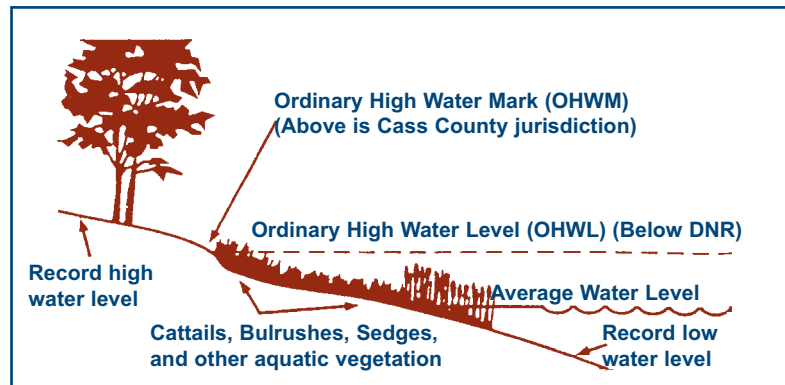 Ordinary High Water Mark (OHWM)
(Above is Cass County jurisdiction)
Ordinary High Water Level (OHWL) (Below DNR)
Record high
water level
Average Water Level
Cattails, Bulrushes, Sedges,
and other aquatic vegetation
Record low
water level